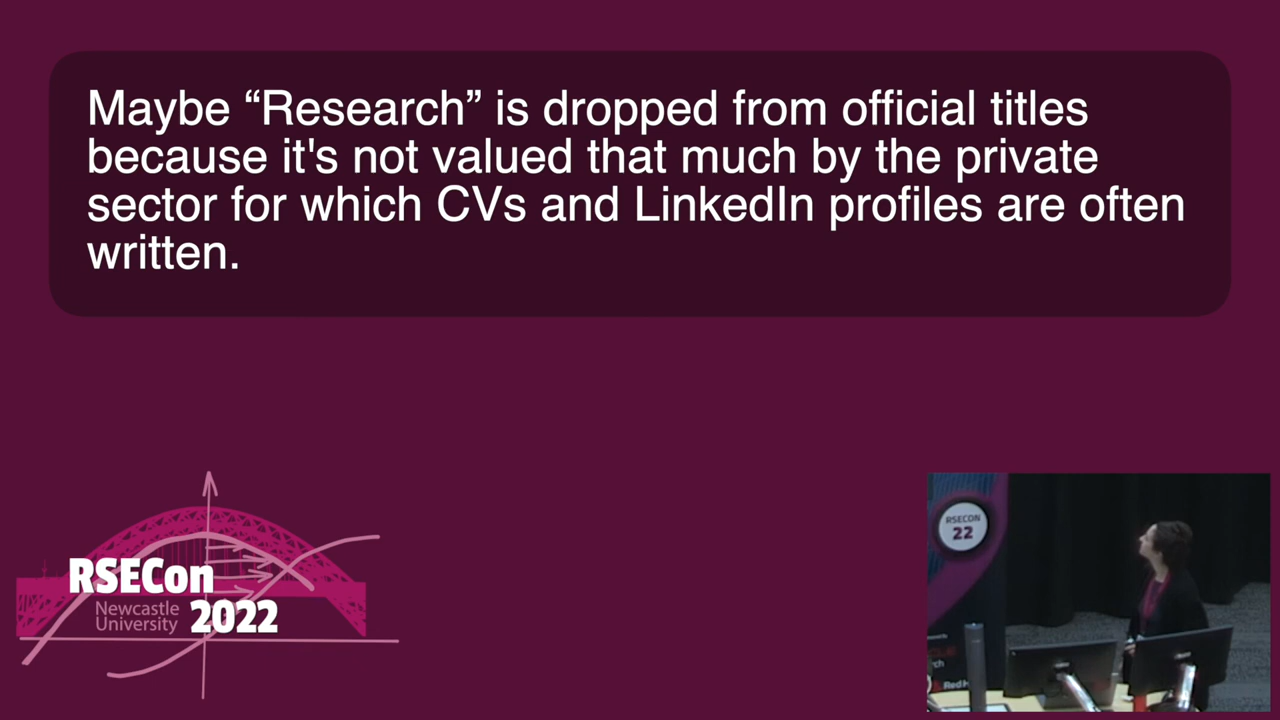 Maybe “Research” is dropped from official titles
because it's not valued that much by the private
sector for which CVs and LinkedIn profiles are often
written.
RSECon
Newcastle
University
2022
RSECON
22